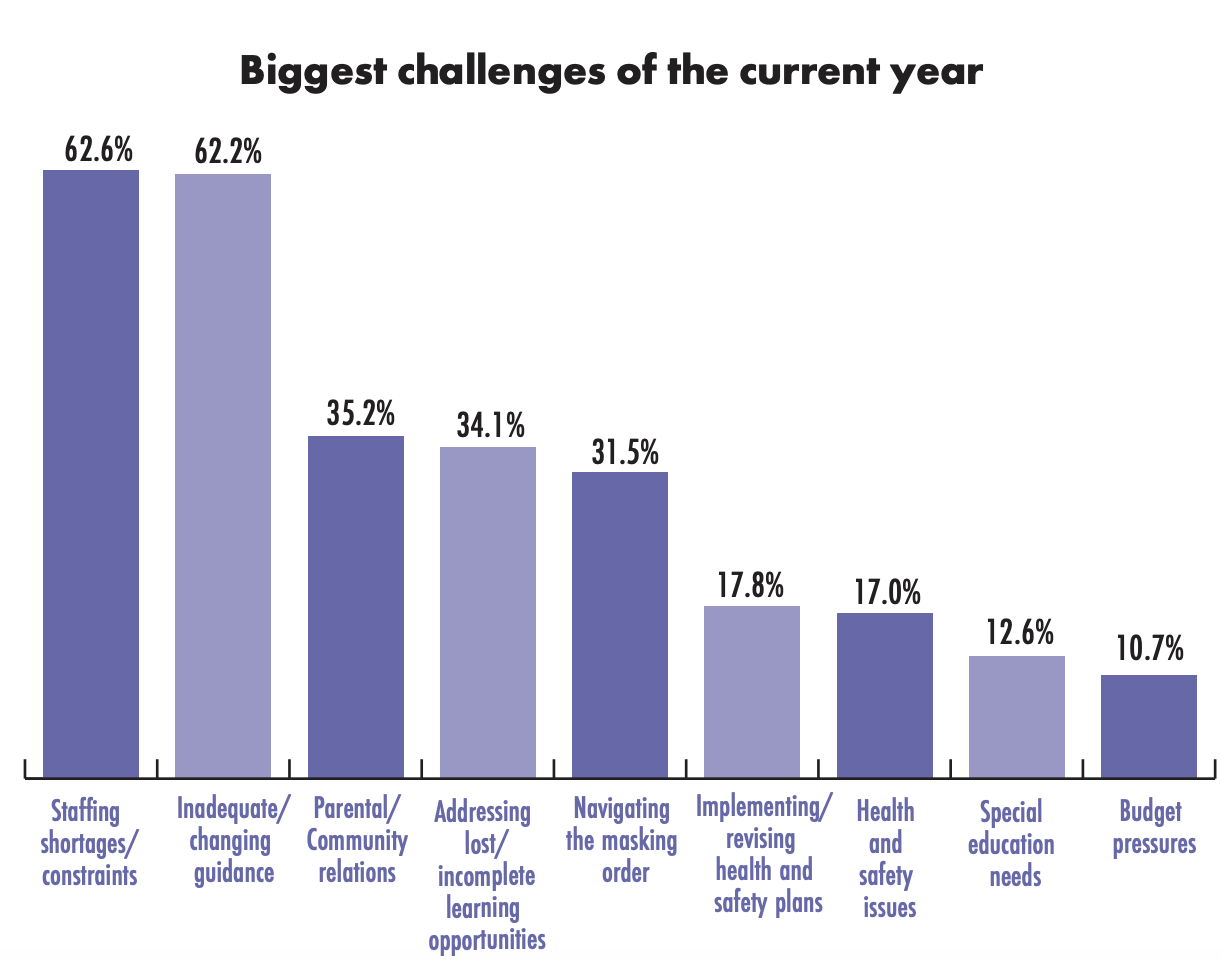 Biggest challenges of the current year
62.6%
62.2%
35.2%
34.1%
31.5%
17.8%
17.0%
12.6%
10.7%
Staffing
shortages/
constraints
Inadequate/
changing
guidance
Parental/
Community
relations
Addressing
lost/
incomplete
learning
opportunities
Navigating
the masking
order
Implementing/
revising
health and
safety plans
Health
and
safety
issues
Special
education
needs
Budget
pressures